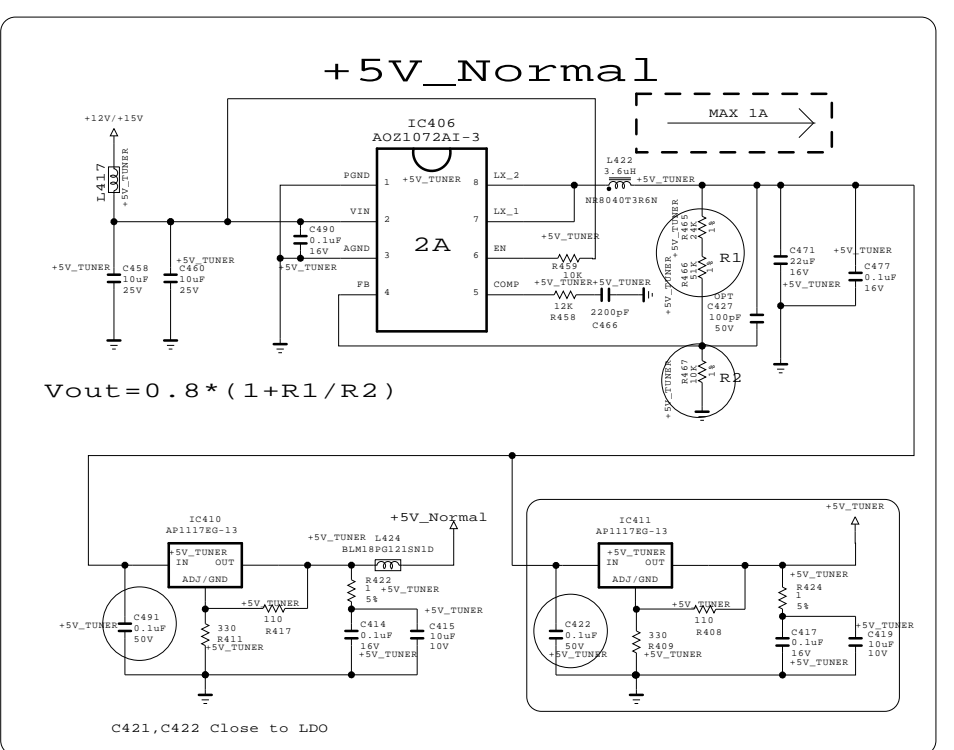 +5V_Normal
MAX 1A
+12V/+15V
L417
+5V_TUNER
IC406
AOZ1072AI-3
+5V_TUNER
2A
PGND
1
VIN
2
AGND
3
FB
4
8
LX_2
7
LX_1
6
EN
5
COMP
L422
3.6uH
+5V_TUNER
NR8040T3R6N
+5V_TUNER
C458
10uF
25V
+5V_TUNER
C460
10uF
25V
C490
0.1uF
16V
+5V_TUNER
+5V_TUNER
R459
10K
+5V_TUNER
12K
R458
+5V_TUNER
2200pF
C466
+5V_TUNER
R465
24K
1%
R1
+5V_TUNER
R466
51K
1%
OPT
C427
100pF
50V
C471
22uF
16V
+5V_TUNER
+5V_TUNER
C477
0.1uF
16V
+5V_TUNER
R467
10K
1%
R2
Vout=0.8*(1+R1/R2)
IC410
AP1117EG-13
+5V_TUNER
IN
OUT
ADJ/GND
+5V_Normal
+5V_TUNER
L424
BLM18PG121SN1D
+5V_TUNER
C491
0.1uF
50V
330
R411
+5V_TUNER
+5V_TUNER
110
R417
R422
1
5%
+5V_TUNER
C414
0.1uF
16V
+5V_TUNER
+5V_TUNER
C415
10uF
10V
IC411
AP1117EG-13
+5V_TUNER
IN
OUT
ADJ/GND
+5V_TUNER
C422
0.1uF
50V
+5V_TUNER
330
R409
+5V_TUNER
+5V_TUNER
110
R408
+5V_TUNER
R424
1
5%
C417
0.1uF
16V
+5V_TUNER
+5V_TUNER
C419
10uF
10V
C421,C422 Close to LDO